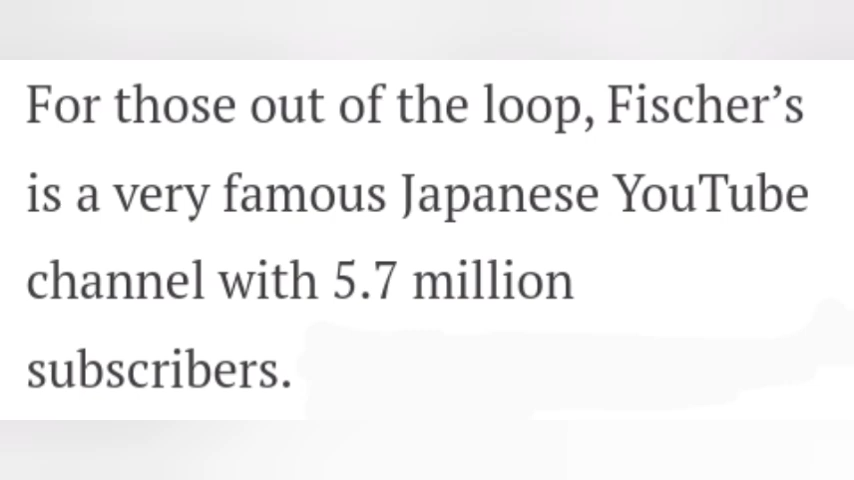 For those out of the loop, Fischer’s
is a very famous Japanese YouTube
channel with 5.7 million
subscribers.